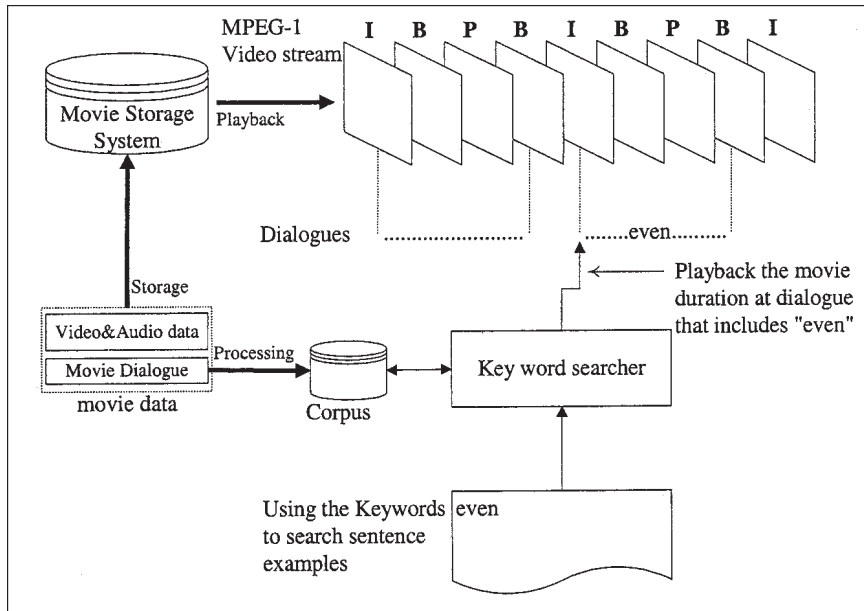 MPEG-1
Video stream
I B P B I B P B I
Movie Storage
System
Playback
Dialogues ........................ ......even............
Storage
Playback the movie
duration at dialogue
that includes "even"
Video&Audio data
Movie Dialogue
movie data
Processing
Corpus
Key word searcher
Using the Keywords
to search sentence
examples
even